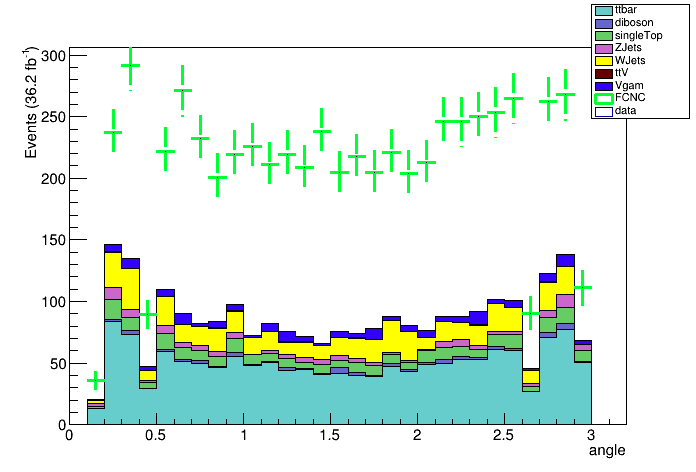 ttbar
diboson
singleTop
ZJets
WJets
ttV
Vgam
FCNC
data
Events (36.2 fb⁻¹)
300
250
200
150
100
50
0
0 0.5 1 1.5 2 2.5 3
angle